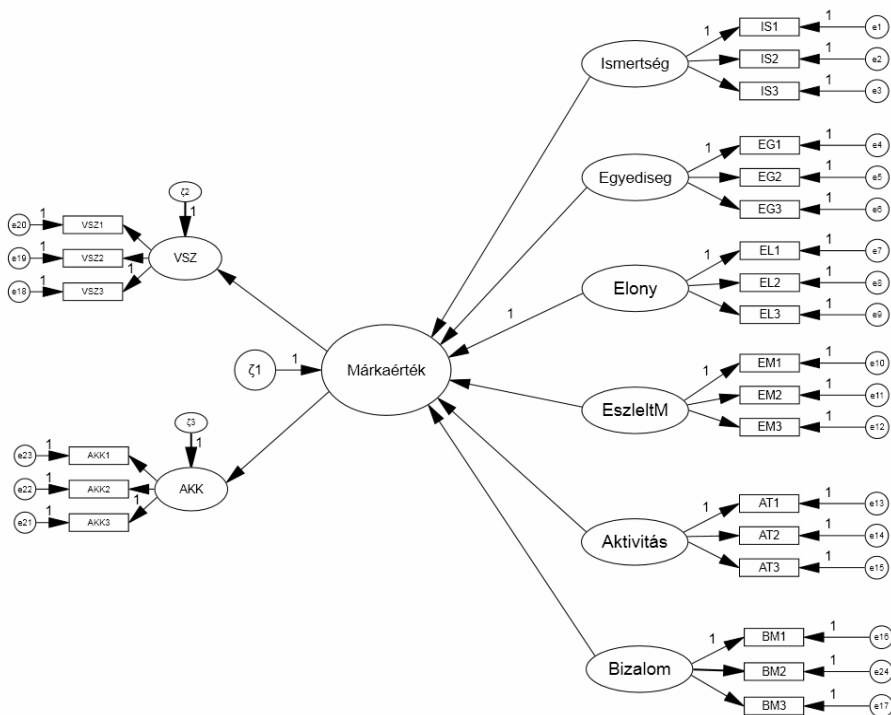 1 IS1 1 e1
Ismertség IS2 1 e2
IS3 1 e3
1 EG1 1 e4
Egyediseg EG2 1 e5
EG3 1 e6
ζ2
1
e20 1 VSZ1
e19 1 VSZ2 VSZ
e18 1 VSZ3 1
1 EL1 1 e7
Elony EL2 1 e8
EL3 1 e9
1
ζ1 1 Márkaérték
1 EM1 1 e10
EszleltM EM2 1 e11
EM3 1 e12
ζ3
1
e23 1 AKK1
e22 1 AKK2 AKK
e21 1 AKK3 1
1 AT1 1 e13
Aktivitás AT2 1 e14
AT3 1 e15
1 BM1 1 e16
Bizalom BM2 1 e24
BM3 1 e17